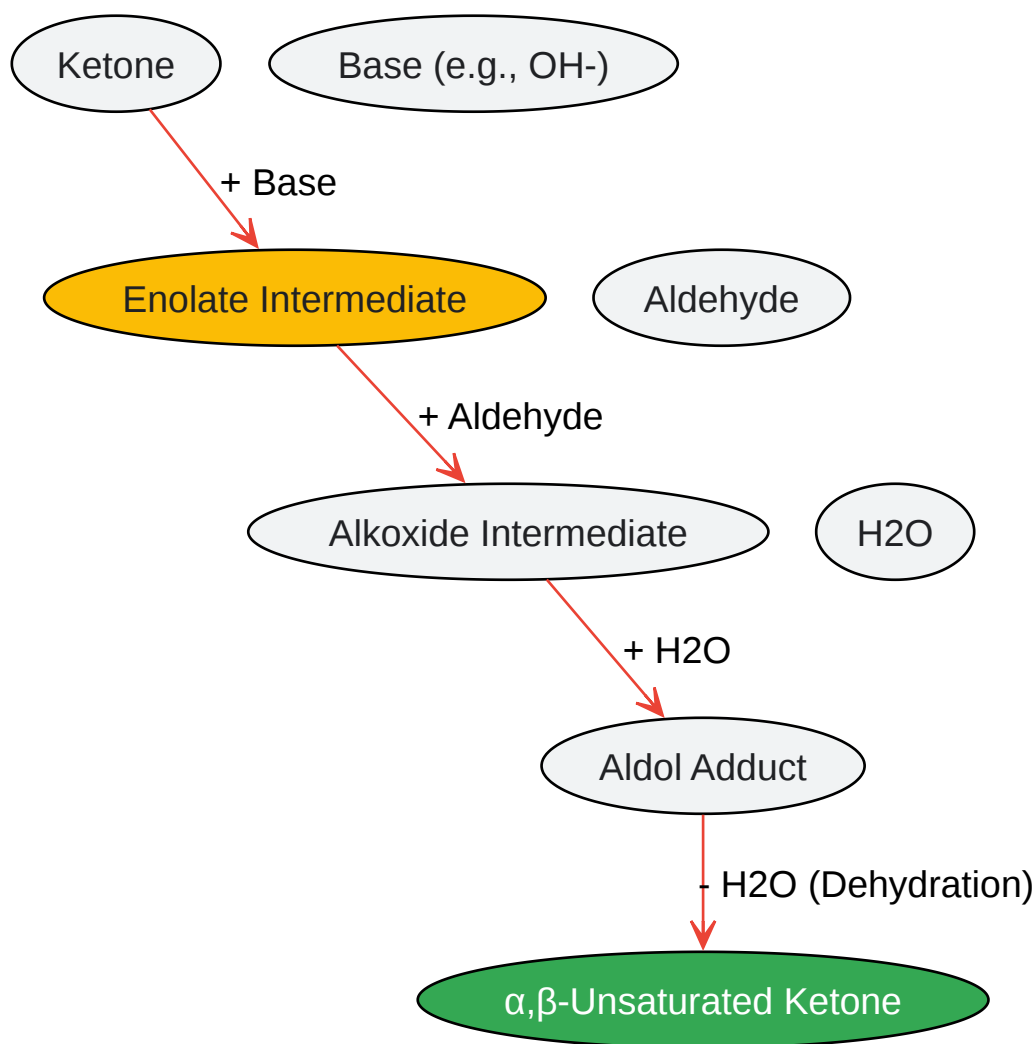 Ketone
Base (e.g., OH-)
+ Base
Enolate Intermediate
Aldehyde
+ Aldehyde
Alkoxide Intermediate
H2O
+ H2O
Aldol Adduct
- H2O (Dehydration)
α,β-Unsaturated Ketone